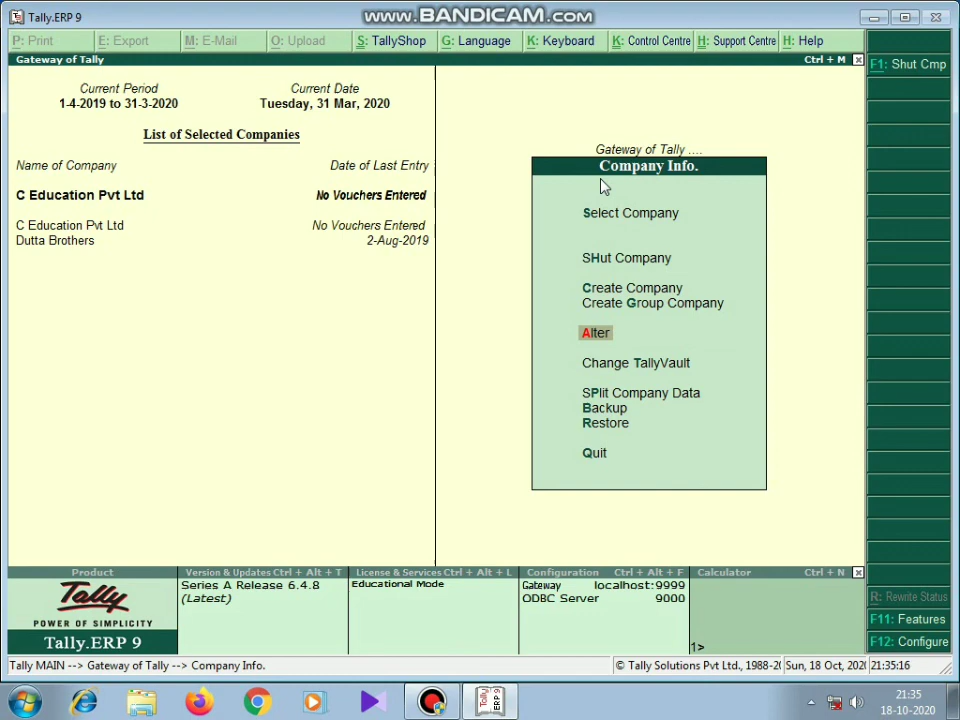 Tally.ERP 9
www.BANDICAM.com
P: Print
E: Export
M: E-Mail
O: Upload
S: TallyShop
G: Language
K: Keyboard
K: Control Centre
H: Support Centre
H: Help
Gateway of Tally
Ctrl + M
F1: Shut Cmp
Current Period
Current Date
1-4-2019 to 31-3-2020
Tuesday, 31 Mar, 2020
List of Selected Companies
Name of Company
Date of Last Entry
C Education Pvt Ltd
No Vouchers Entered
C Education Pvt Ltd
No Vouchers Entered
Dutta Brothers
2-Aug-2019
Gateway of Tally ....
Company Info.
Select Company
SHut Company
Create Company
Create Group Company
Alter
Change TallyVault
SPlit Company Data
Backup
Restore
Quit
Product
Version & Updates Ctrl + Alt + T
License & Services Ctrl + Alt + L
Configuration Ctrl + Alt + F
Calculator Ctrl + N
Tally
POWER OF SIMPLICITY
Tally.ERP 9
Series A Release 6.4.8
(Latest)
Educational Mode
Gateway localhost:9999
ODBC Server 9000
1>
R: Rewrite Status
F11: Features
F12: Configure
Tally MAIN --> Gateway of Tally --> Company Info.
© Tally Solutions Pvt Ltd., 1988-20
Sun, 18 Oct, 2020
21:35:16
Tally
ERP 9
21:35
18-10-2020